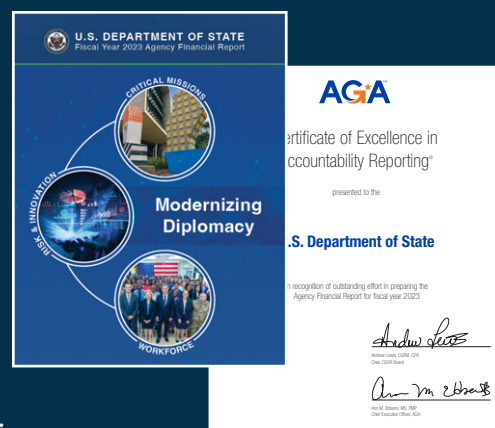 U.S. DEPARTMENT OF STATE
Fiscal Year 2023 Agency Financial Report
CRITICAL MISSIONS
RISK & INNOVATION
Modernizing
Diplomacy
WORKFORCE
AGA
ertificate of Excellence in
ccountability Reporting®
presented to the
.S. Department of State
n recognition of outstanding effort in preparing the
Agency Financial Report for fiscal year 2023
Andrew Lewis, CGFM, CPA
Chair, CEAR Board
Ann M. Ebberts, MS, PMP
Chief Executive Officer, AGA